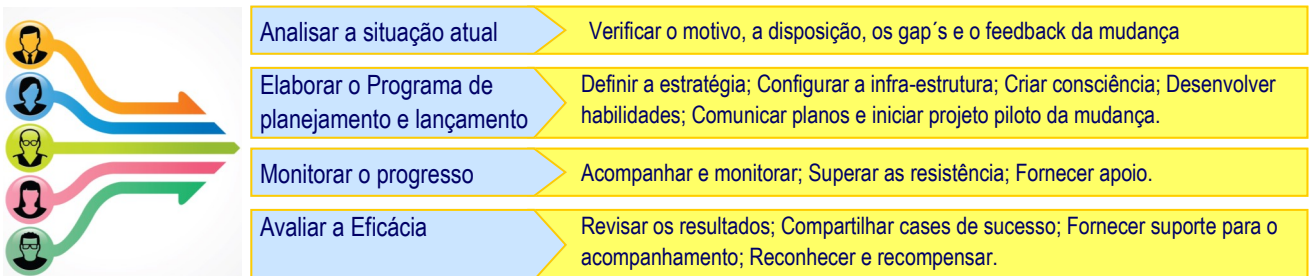 Analisar a situação atual
Verificar o motivo, a disposição, os gap´s e o feedback da mudança
Elaborar o Programa de
planejamento e lançamento
Definir a estratégia; Configurar a infra-estrutura; Criar consciência; Desenvolver
habilidades; Comunicar planos e iniciar projeto piloto da mudança.
Monitorar o progresso
Acompanhar e monitorar; Superar as resistência; Fornecer apoio.
Avaliar a Eficácia
Revisar os resultados; Compartilhar cases de sucesso; Fornecer suporte para o
acompanhamento; Reconhecer e recompensar.